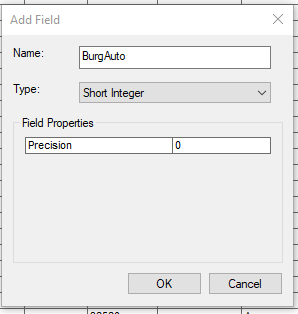 Add Field
Name: BurgAuto
Type: Short Integer
Field Properties
Precision 0
OK Cancel